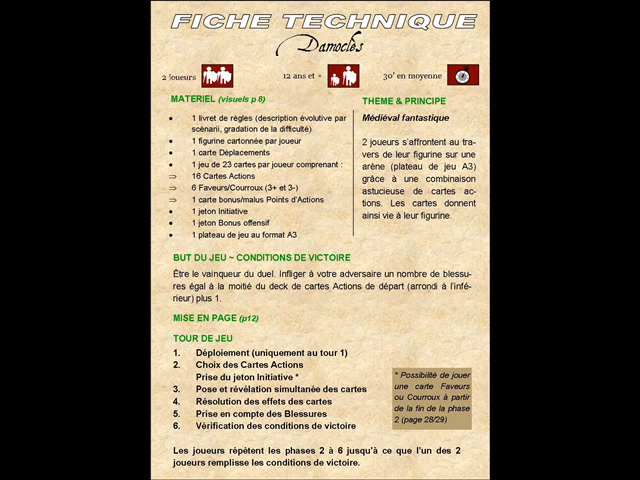 FICHE TECHNIQUE
Damoclès
2 joueurs
12 ans et +
30' en moyenne
MATERIEL (visuels p 8)
• 1 livret de règles (description évolutive par
scénarii, gradation de la difficulté)
• 1 figurine cartonnée par joueur
• 1 carte Déplacements
• 1 jeu de 23 cartes par joueur comprenant :
⇒ 16 Cartes Actions
⇒ 6 Faveurs/Courroux (3+ et 3-)
⇒ 1 carte bonus/malus Points d'Actions
• 1 jeton Initiative
• 1 jeton Bonus offensif
• 1 plateau de jeu au format A3
THEME & PRINCIPE
Médiéval fantastique
2 joueurs s'affrontent au tra-
vers de leur figurine sur une
arène (plateau de jeu A3)
grâce à une combinaison
astucieuse de cartes ac-
tions. Les cartes donnent
ainsi vie à leur figurine.
BUT DU JEU ~ CONDITIONS DE VICTOIRE
Être le vainqueur du duel. Infliger à votre adversaire un nombre de blessu-
res égal à la moitié du deck de cartes Actions de départ (arrondi à l'infé-
rieur) plus 1.
MISE EN PAGE (p12)
TOUR DE JEU
1. Déploiement (uniquement au tour 1)
2. Choix des Cartes Actions
Prise du jeton Initiative *
3. Pose et révélation simultanée des cartes
4. Résolution des effets des cartes
5. Prise en compte des Blessures
6. Vérification des conditions de victoire
* Possibilité de jouer
une carte Faveurs
ou Courroux à partir
de la fin de la phase
2 (page 28/29)
Les joueurs répètent les phases 2 à 6 jusqu'à ce que l'un des 2
joueurs remplisse les conditions de victoire.